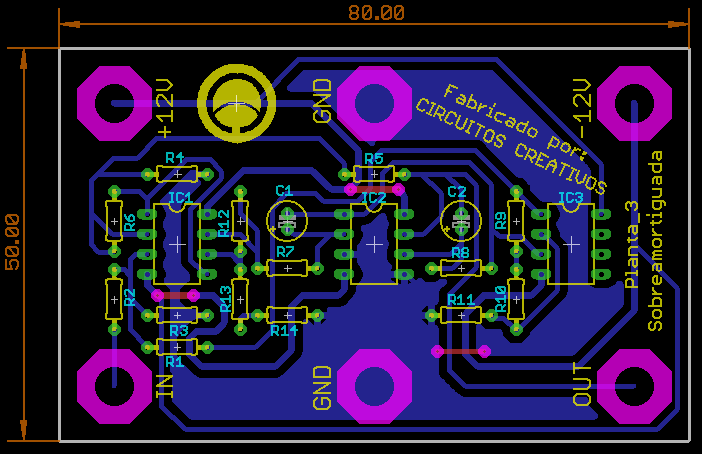 80.00
50.00
+12V
GND
-12V
Fabricado por:
CIRCUITOS CREATIVOS
R4
R5
IC1
C1
IC2
C2
IC3
R6
R12
R9
R7
R8
R2
R13
R10
R3
R14
R11
R1
Planta_3
Sobreamortiguada
IN
GND
OUT